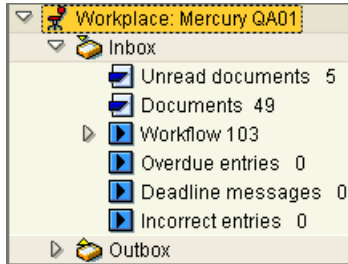 Workplace: Mercury QA01
Inbox
Unread documents 5
Documents 49
Workflow 103
Overdue entries 0
Deadline messages 0
Incorrect entries 0
Outbox